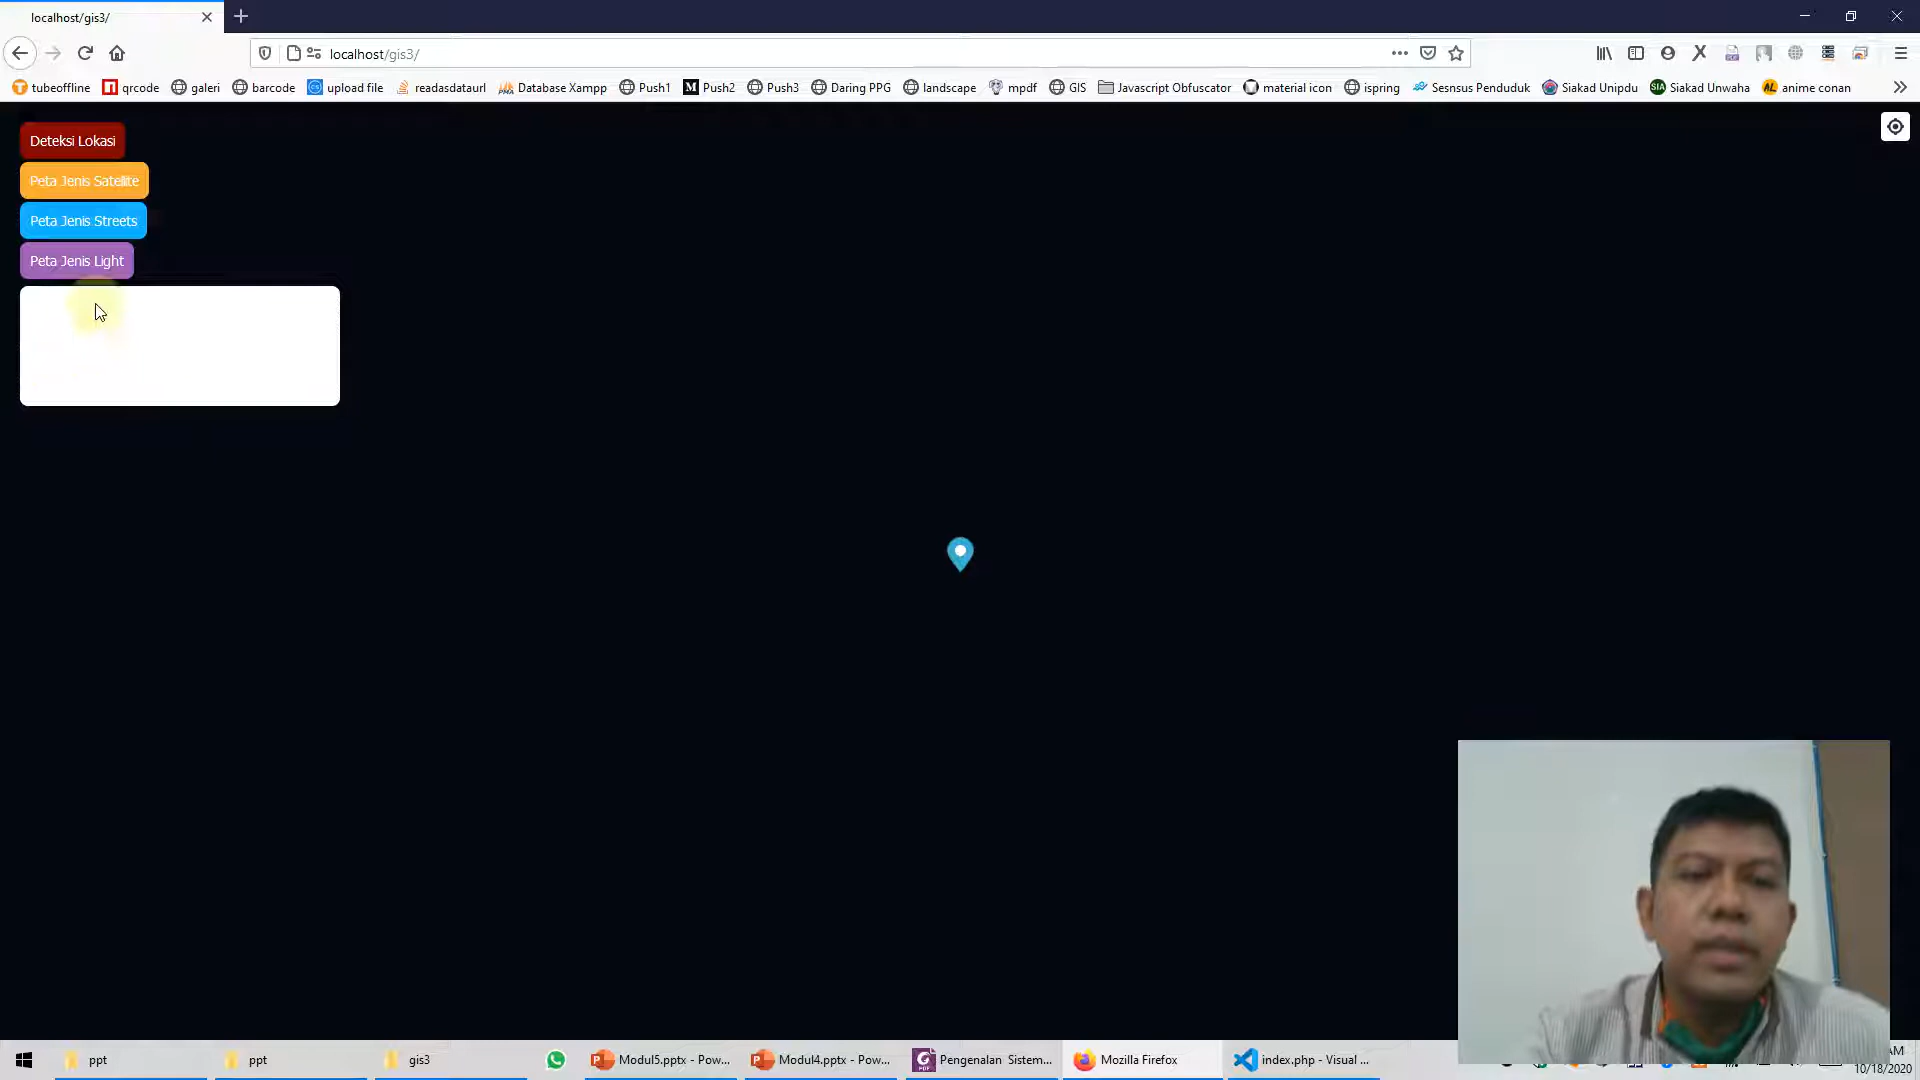 localhost/gis3/
localhost/gis3/
tubeoffline qrcode galeri barcode upload file readasdataurl Database Xampp Push1 Push2 Push3 Daring PPG landscape mpdf GIS Javascript Obfuscator material icon ispring Sesnsus Penduduk Siakad Unipdu Siakad Unwaha anime conan
Deteksi Lokasi
Peta Jenis Satellite
Peta Jenis Streets
Peta Jenis Light
ppt ppt gis3 Modul5.pptx - Pow... Modul4.pptx - Pow... Pengenalan Sistem... Mozilla Firefox index.php - Visual ...
AM
10/18/2020